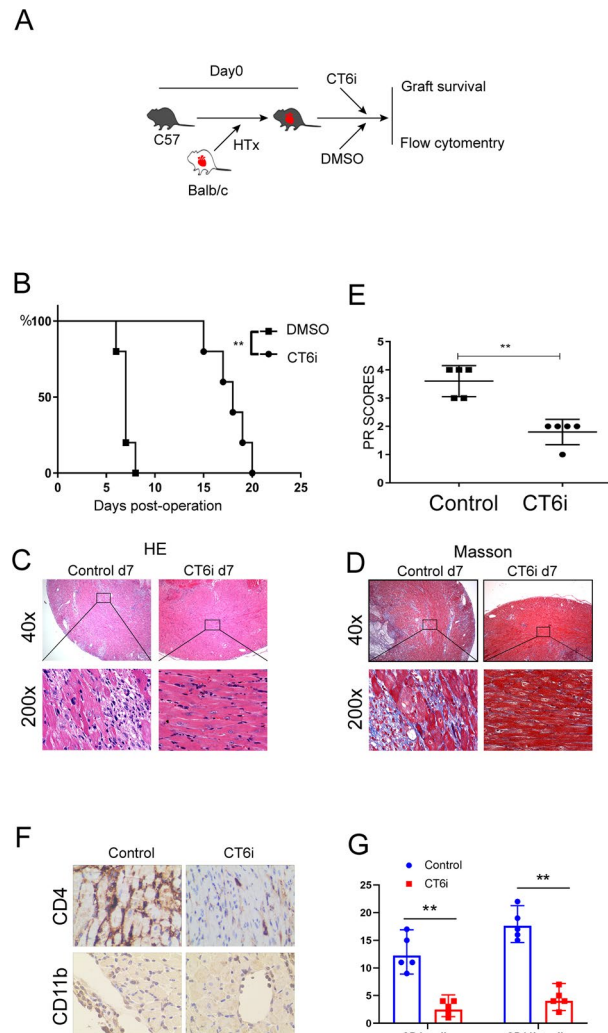 A
Day0
CT6i
Graft survival
C57
HTx
DMSO
Flow cytomentry
Balb/c
B
%100
50
0
0 5 10 15 20 25
Days post-operation
**
DMSO
CT6i
E
5
4
3
2
1
0
PR SCORES
**
Control CT6i
C
HE
Control d7 CT6i d7
40x
200x
D
Masson
Control d7 CT6i d7
40x
200x
F
Control CT6i
CD4
CD11b
G
Control
CT6i
25
20
15
10
5
0
**
**